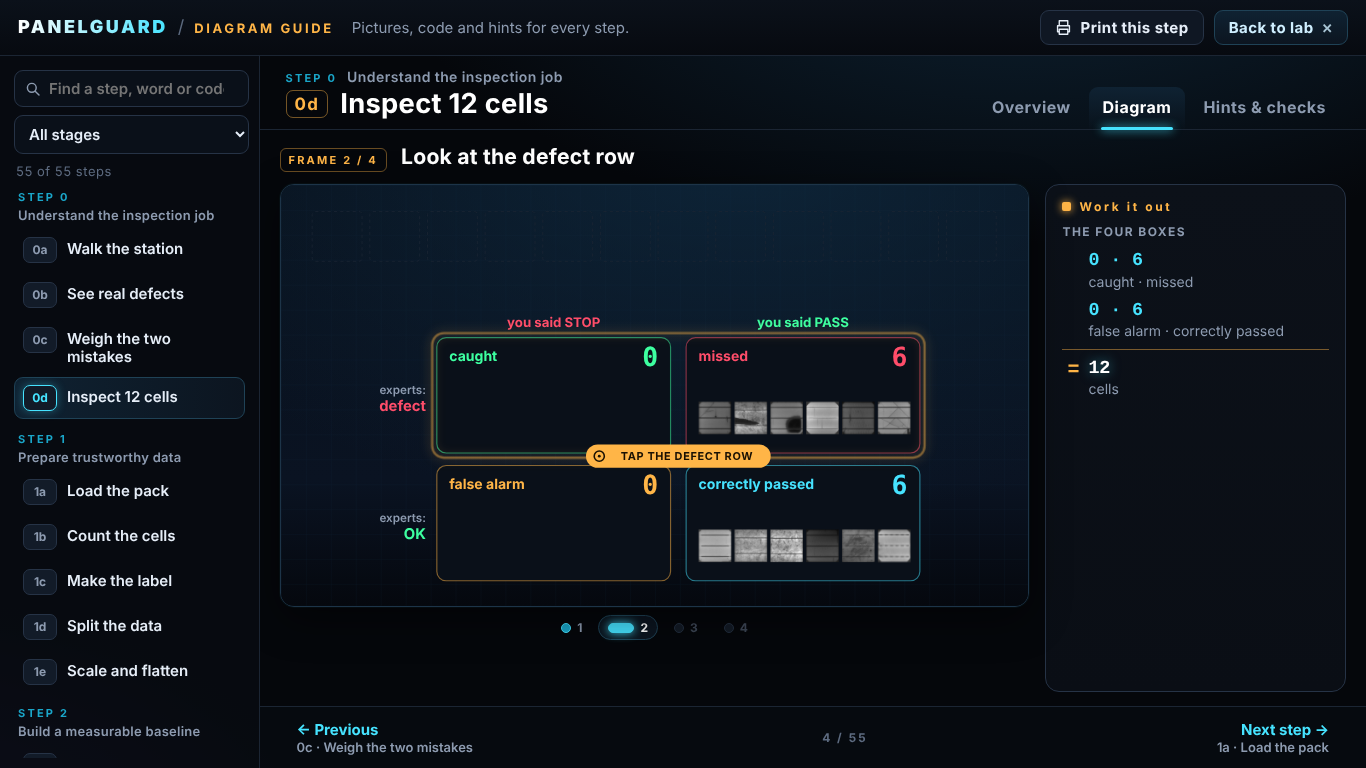 PANELGUARD / DIAGRAM GUIDE Pictures, code and hints for every step.
Print this step
Back to lab ×
Find a step, word or cod
All stages
55 of 55 steps
STEP 0
Understand the inspection job
0a Walk the station
0b See real defects
0c Weigh the two mistakes
0d Inspect 12 cells
STEP 1
Prepare trustworthy data
1a Load the pack
1b Count the cells
1c Make the label
1d Split the data
1e Scale and flatten
STEP 2
Build a measurable baseline
STEP 0 Understand the inspection job
0d Inspect 12 cells
Overview
Diagram
Hints & checks
FRAME 2 / 4 Look at the defect row
you said STOP
you said PASS
experts:
defect
caught 0
missed 6
TAP THE DEFECT ROW
experts:
OK
false alarm 0
correctly passed 6
1
2
3
4
Work it out
THE FOUR BOXES
0 · 6
caught · missed
0 · 6
false alarm · correctly passed
= 12
cells
← Previous
0c · Weigh the two mistakes
4 / 55
Next step →
1a · Load the pack